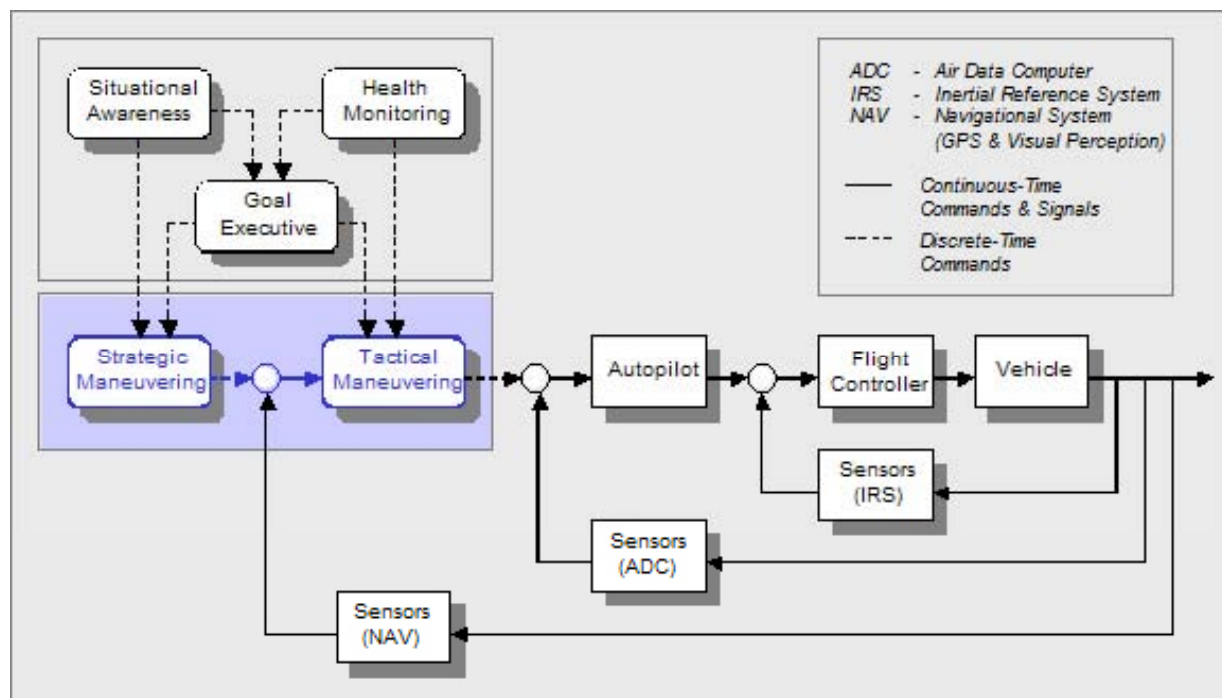 Situational
Awareness
Health
Monitoring
Goal
Executive
ADC - Air Data Computer
IRS - Inertial Reference System
NAV - Navigational System
(GPS & Visual Perception)
Continuous-Time
Commands & Signals
Discrete-Time
Commands
Strategic
Maneuvering
Tactical
Maneuvering
Autopilot
Flight
Controller
Vehicle
Sensors
(IRS)
Sensors
(ADC)
Sensors
(NAV)